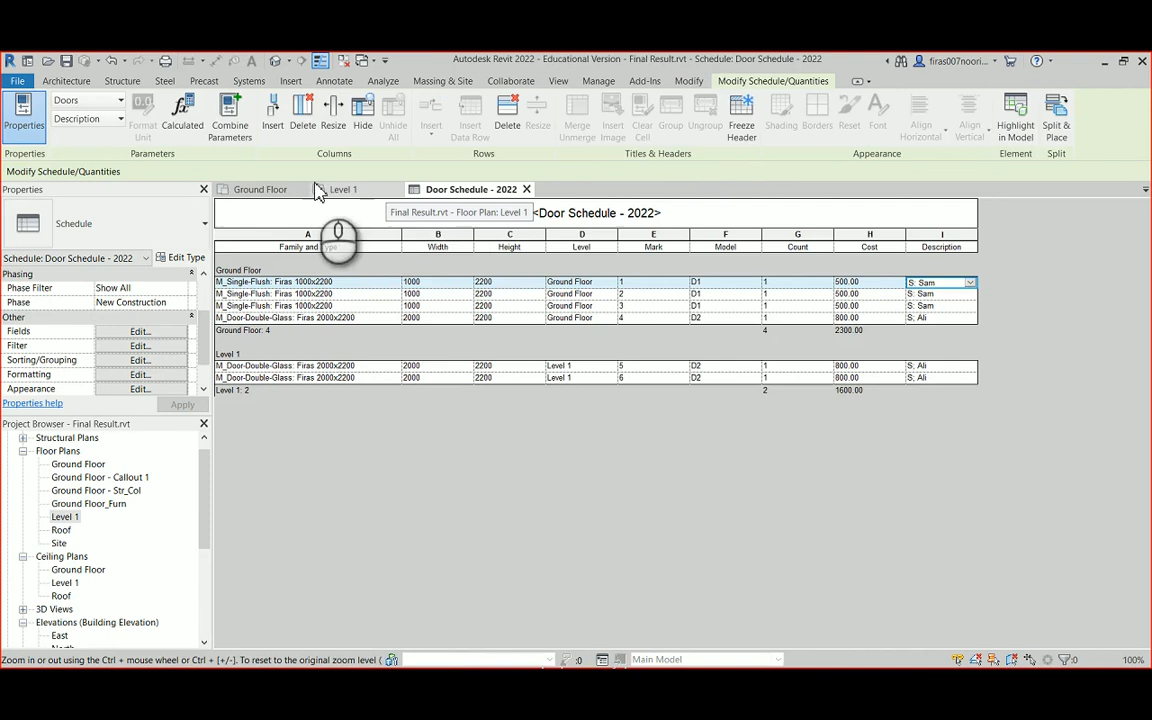 Autodesk Revit 2022 - Educational Version - Final Result.rvt - Schedule: Door Schedule - 2022
firas007noori...
File Architecture Structure Steel Precast Systems Insert Annotate Analyze Massing & Site Collaborate View Manage Add-Ins Modify Modify Schedule/Quantities
Properties
Doors
Description
Format Unit
Calculated
Combine Parameters
Insert
Delete
Resize
Hide
Unhide All
Insert
Insert Data Row
Delete
Resize
Merge Unmerge
Insert Image
Clear Cell
Group
Ungroup
Freeze Header
Shading
Borders
Reset
Font
Align Horizontal
Align Vertical
Highlight in Model
Split & Place
Properties Parameters Columns Rows Titles & Headers Appearance Element Split
Modify Schedule/Quantities
Properties
Ground Floor
Level 1
Door Schedule - 2022
Final Result.rvt - Floor Plan: Level 1
<Door Schedule - 2022>
Schedule
Schedule: Door Schedule - 2022
Edit Type
Phasing
Phase Filter Show All
Phase New Construction
Other
Fields Edit...
Filter Edit...
Sorting/Grouping Edit...
Formatting Edit...
Appearance Edit...
Properties help
Apply
A B C D E F G H I
Family and Type Width Height Level Mark Model Count Cost Description
Ground Floor
M_Single-Flush: Firas 1000x2200 1000 2200 Ground Floor 1 D1 1 500.00 S. Sam
M_Single-Flush: Firas 1000x2200 1000 2200 Ground Floor 2 D1 1 500.00 S. Sam
M_Single-Flush: Firas 1000x2200 1000 2200 Ground Floor 3 D1 1 500.00 S. Sam
M_Door-Double-Glass: Firas 2000x2200 2000 2200 Ground Floor 4 D2 1 800.00 S; Ali
Ground Floor: 4 4 2300.00
Level 1
M_Door-Double-Glass: Firas 2000x2200 2000 2200 Level 1 5 D2 1 800.00 S; Ali
M_Door-Double-Glass: Firas 2000x2200 2000 2200 Level 1 6 D2 1 800.00 S; Ali
Level 1: 2 2 1600.00
Project Browser - Final Result.rvt
Structural Plans
Floor Plans
Ground Floor
Ground Floor - Callout 1
Ground Floor - Str_Col
Ground Floor_Furn
Level 1
Roof
Site
Ceiling Plans
Ground Floor
Level 1
Roof
3D Views
Elevations (Building Elevation)
East
Zoom in or out using the Ctrl + mouse wheel or Ctrl + [+/-]. To reset to the original zoom level (
:0
Main Model
:0
100%